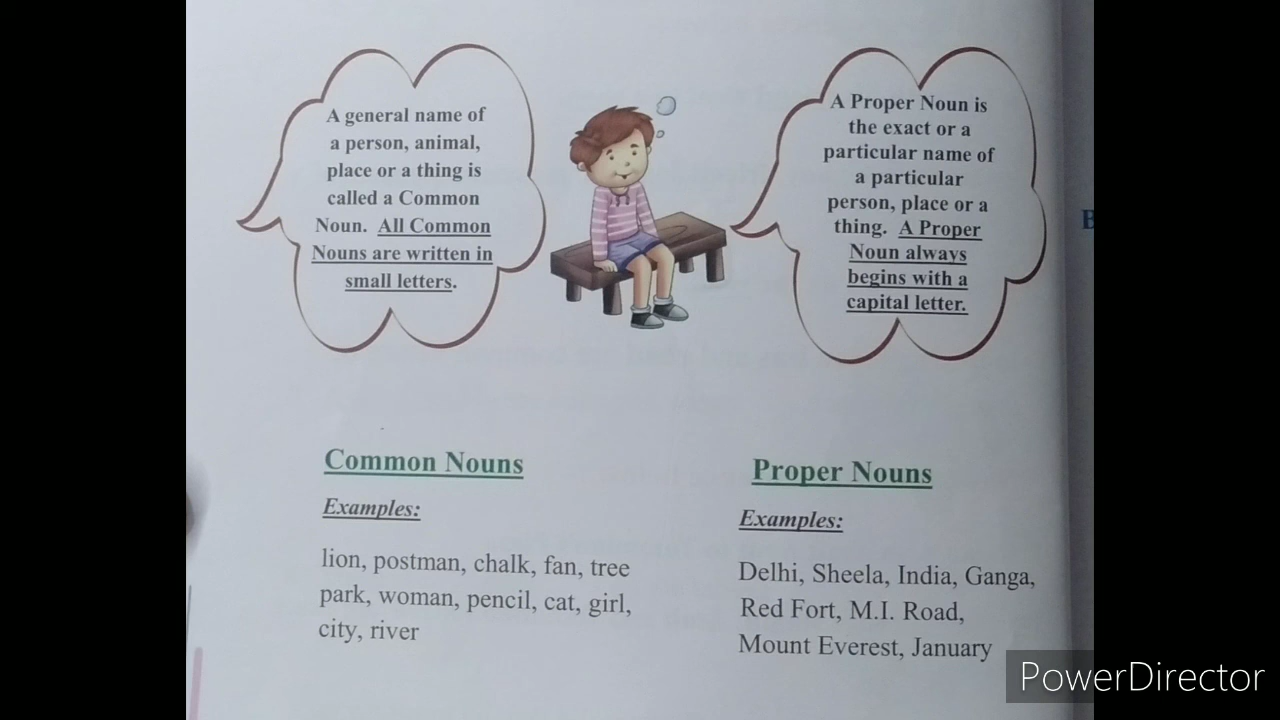 A general name of
a person, animal,
place or a thing is
called a Common
Noun. All Common
Nouns are written in
small letters.
A Proper Noun is
the exact or a
particular name of
a particular
person, place or a
thing. A Proper
Noun always
begins with a
capital letter.
Common Nouns
Examples:
lion, postman, chalk, fan, tree
park, woman, pencil, cat, girl,
city, river
Proper Nouns
Examples:
Delhi, Sheela, India, Ganga,
Red Fort, M.I. Road,
Mount Everest, January
PowerDirector